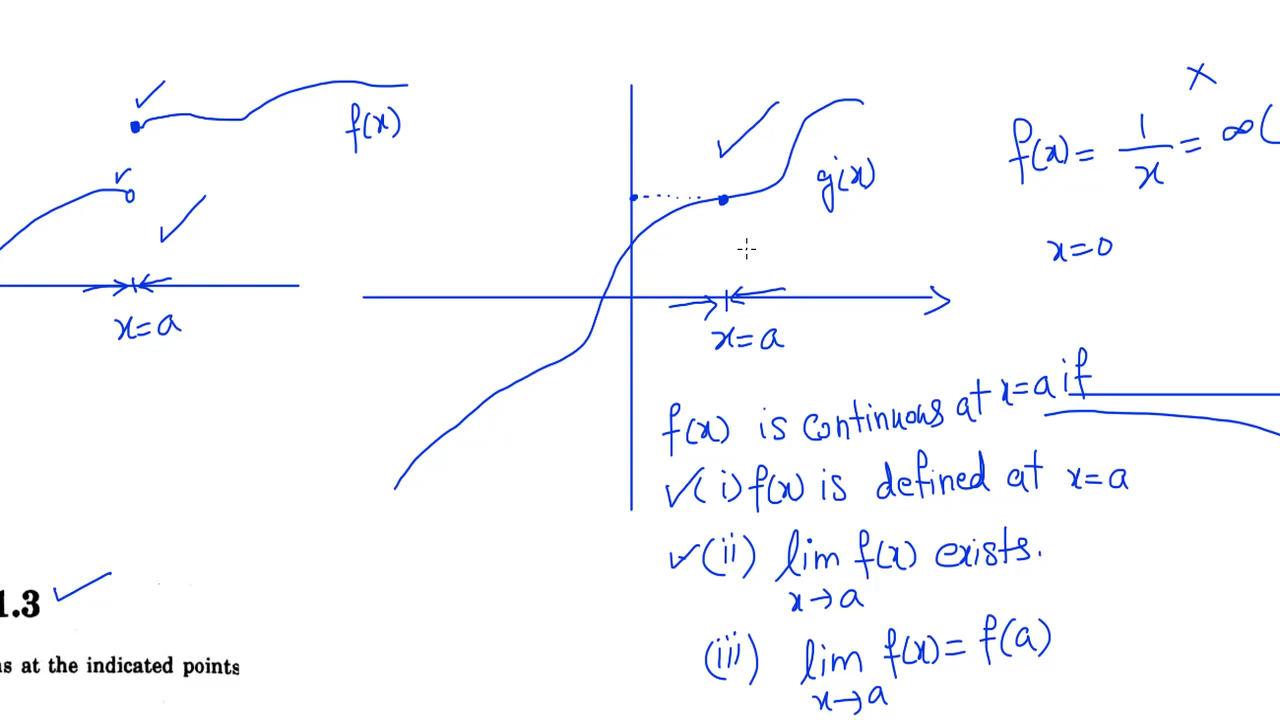 f(x)
x=a
g(x)
x=a
f(x)= 1/x = ∞(
x=0
f(x) is continuous at x=a if
(i) f(x) is defined at x=a
(ii) lim x→a f(x) exists.
(iii) lim x→a f(x)= f(a)
1.3
s at the indicated points